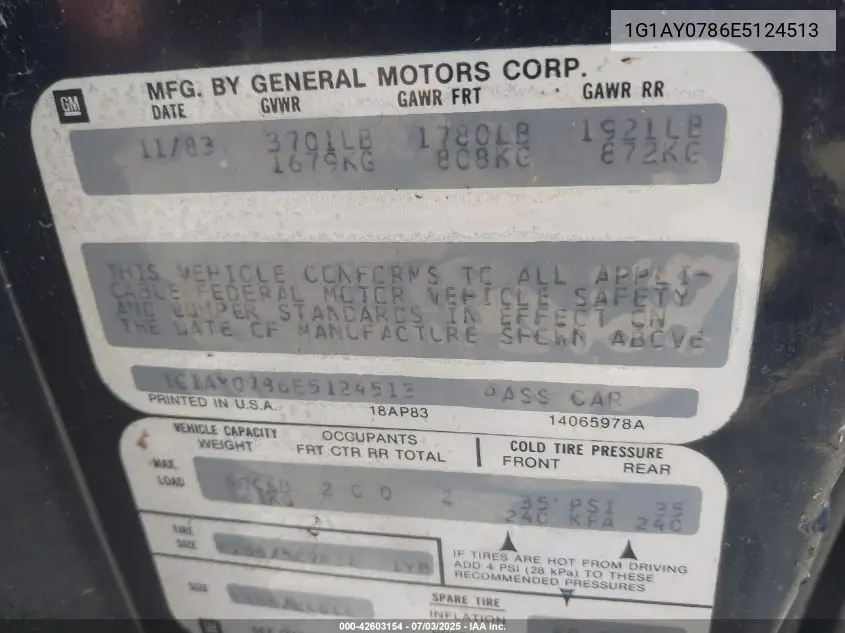 1G1AY0786E5124513
GM
MFG. BY GENERAL MOTORS CORP.
DATE GVWR GAWR FRT GAWR RR
11/83 3701LB 1780LB 1921LB
1679KG 808KG 872KG
THIS VEHICLE CONFORMS TO ALL APPLI-
CABLE FEDERAL MOTOR VEHICLE SAFETY
AND BUMPER STANDARDS IN EFFECT ON
THE DATE OF MANUFACTURE SHOWN ABOVE
1G1AY0786E5124513 PASS CAR
PRINTED IN U.S.A. 18AP83 14065978A
VEHICLE CAPACITY OCCUPANTS COLD TIRE PRESSURE
WEIGHT FRT CTR RR TOTAL FRONT REAR
MAX.
LOAD 2 0 0 2 35 PSI 35
240 KPA 240
TIRE
SIZE
IF TIRES ARE HOT FROM DRIVING
ADD 4 PSI (28 kPa) TO THESE
RECOMMENDED PRESSURES
SIZE
SPARE TIRE
INFLATION
GM
000-42603154 - 07/03/2025 - IAA Inc.